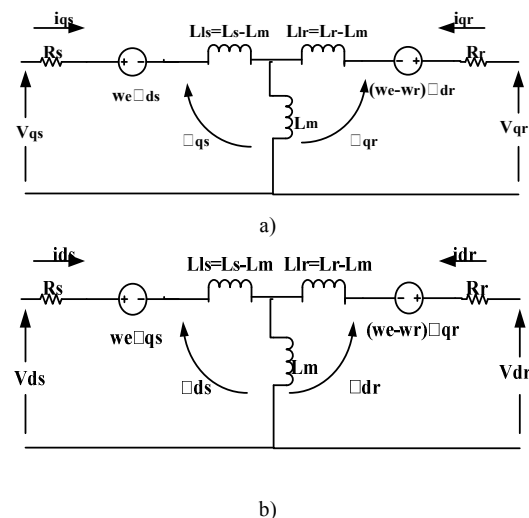 iqs
Lls=Ls-Lm
Llr=Lr-Lm
iqr
Rs
Rr
we□ds
(we-wr)□dr
Vqs
□qs
Lm
□qr
Vqr
a)
ids
Lls=Ls-Lm
Llr=Lr-Lm
idr
Rs
Rr
we□qs
(we-wr)□qr
Vds
□ds
Lm
□dr
Vdr
b)